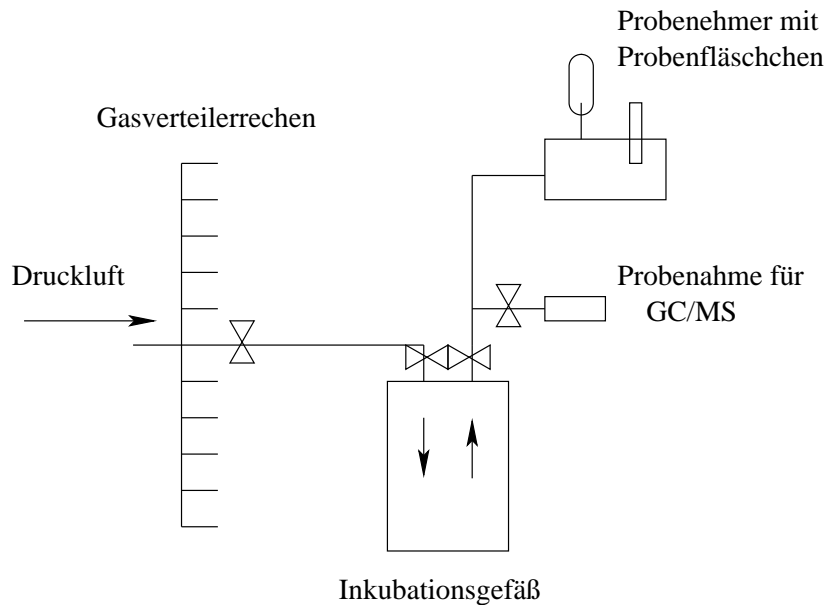 Probenehmer mit
Probenfläschchen
Gasverteilerrechen
Druckluft
Probenahme für
GC/MS
Inkubationsgefäß